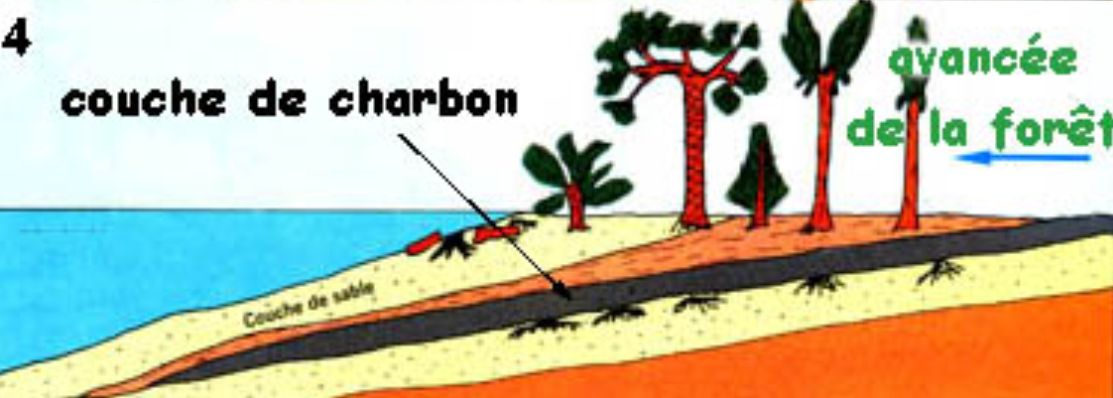 4
couche de charbon
avancée
de la forêt
Couche de sable